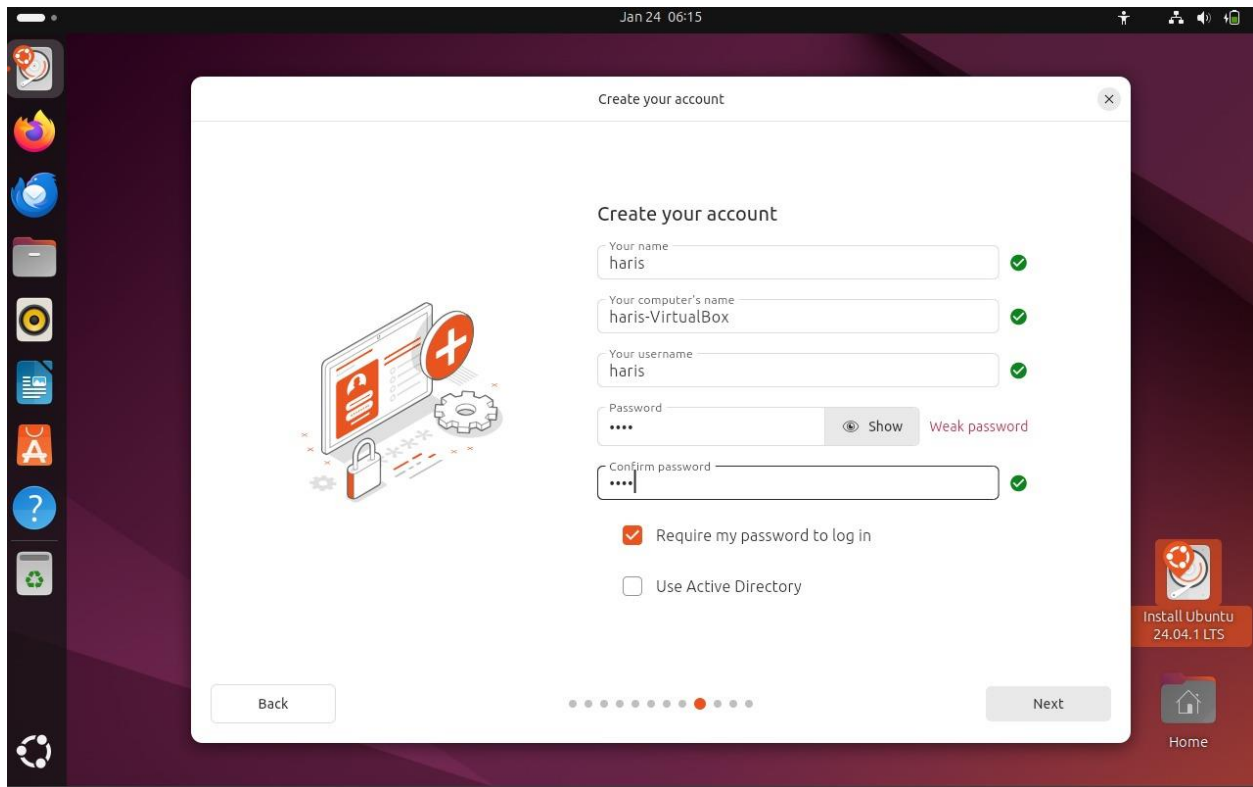 Jan 24 06:15
Create your account
Create your account
Your name
haris
Your computer's name
haris-VirtualBox
Your username
haris
Password
••••
Show
Weak password
Confirm password
••••
Require my password to log in
Use Active Directory
Install Ubuntu
24.04.1 LTS
Back
Next
Home